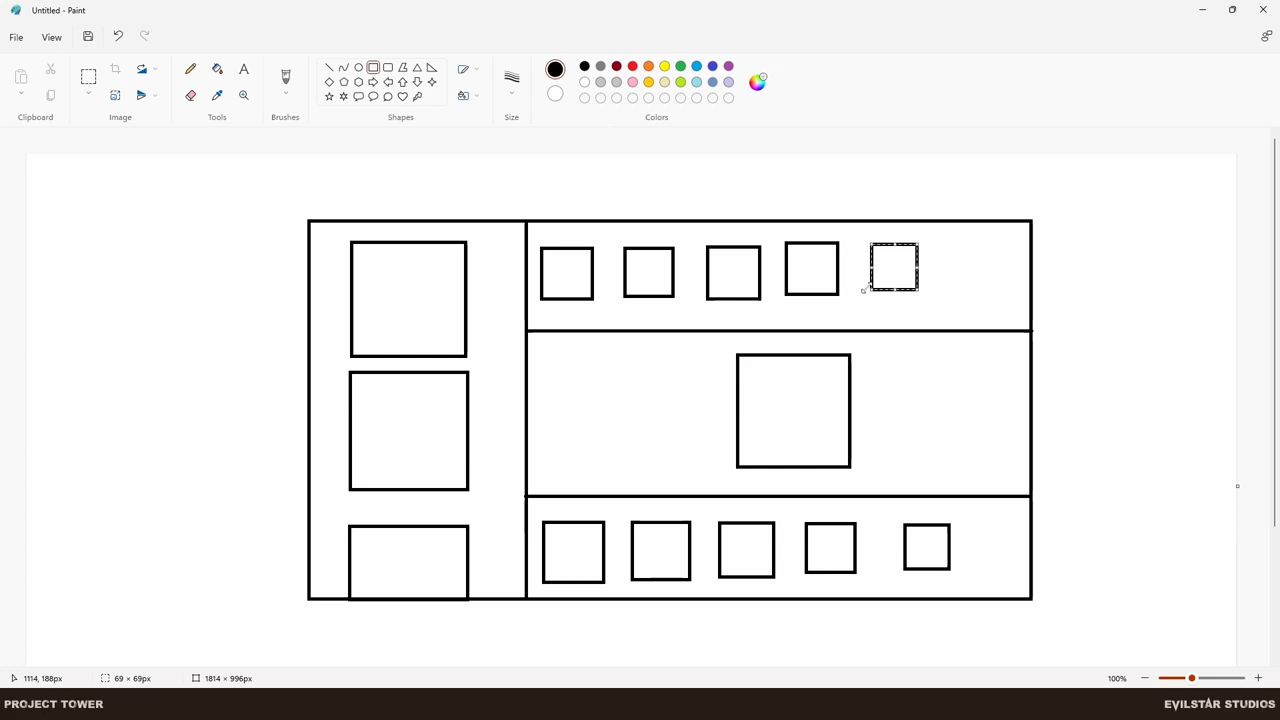 Untitled - Paint
File View
Clipboard Image Tools Brushes Shapes Size Colors
1114, 188px 69 × 69px 1814 × 996px 100%
PROJECT TOWER EVILSTAR STUDIOS